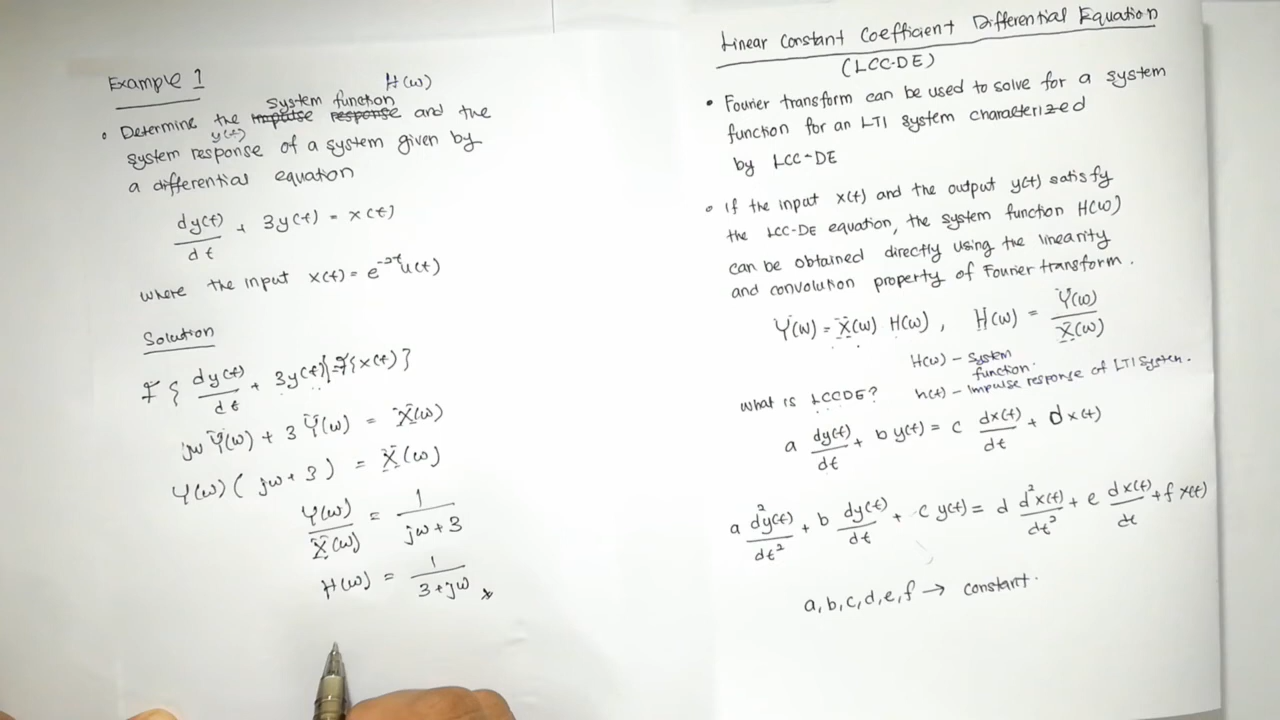 Example 1
H(ω)
system function
• Determine the impulse response and the
y(t)
system response of a system given by
a differential equation
dy(t)/dt + 3y(t) = x(t)
where the input x(t) = e^-2t u(t)
Solution
F { dy(t)/dt + 3y(t) } = F{x(t)}
jω Y(ω) + 3 Y(ω) = X(ω)
Y(ω) ( jω + 3 ) = X(ω)
Y(ω)/X(ω) = 1/(jω + 3)
H(ω) = 1/(3 + jω)
Linear Constant Coefficient Differential Equation
(LCC-DE)
• Fourier transform can be used to solve for a system
function for an LTI system characterized
by LCC-DE
• If the input x(t) and the output y(t) satisfy
the LCC-DE equation, the system function H(ω)
can be obtained directly using the linearity
and convolution property of Fourier transform.
Y(ω) = X(ω) H(ω), H(ω) = Y(ω)/X(ω)
H(ω) - System
function.
What is LCCDE? h(t) - Impulse response of LTI System.
a dy(t)/dt + b y(t) = c dx(t)/dt + d x(t)
a d²y(t)/dt² + b dy(t)/dt + c y(t) = d d²x(t)/dt² + e dx(t)/dt + f x(t)
a,b,c,d,e,f → constant.